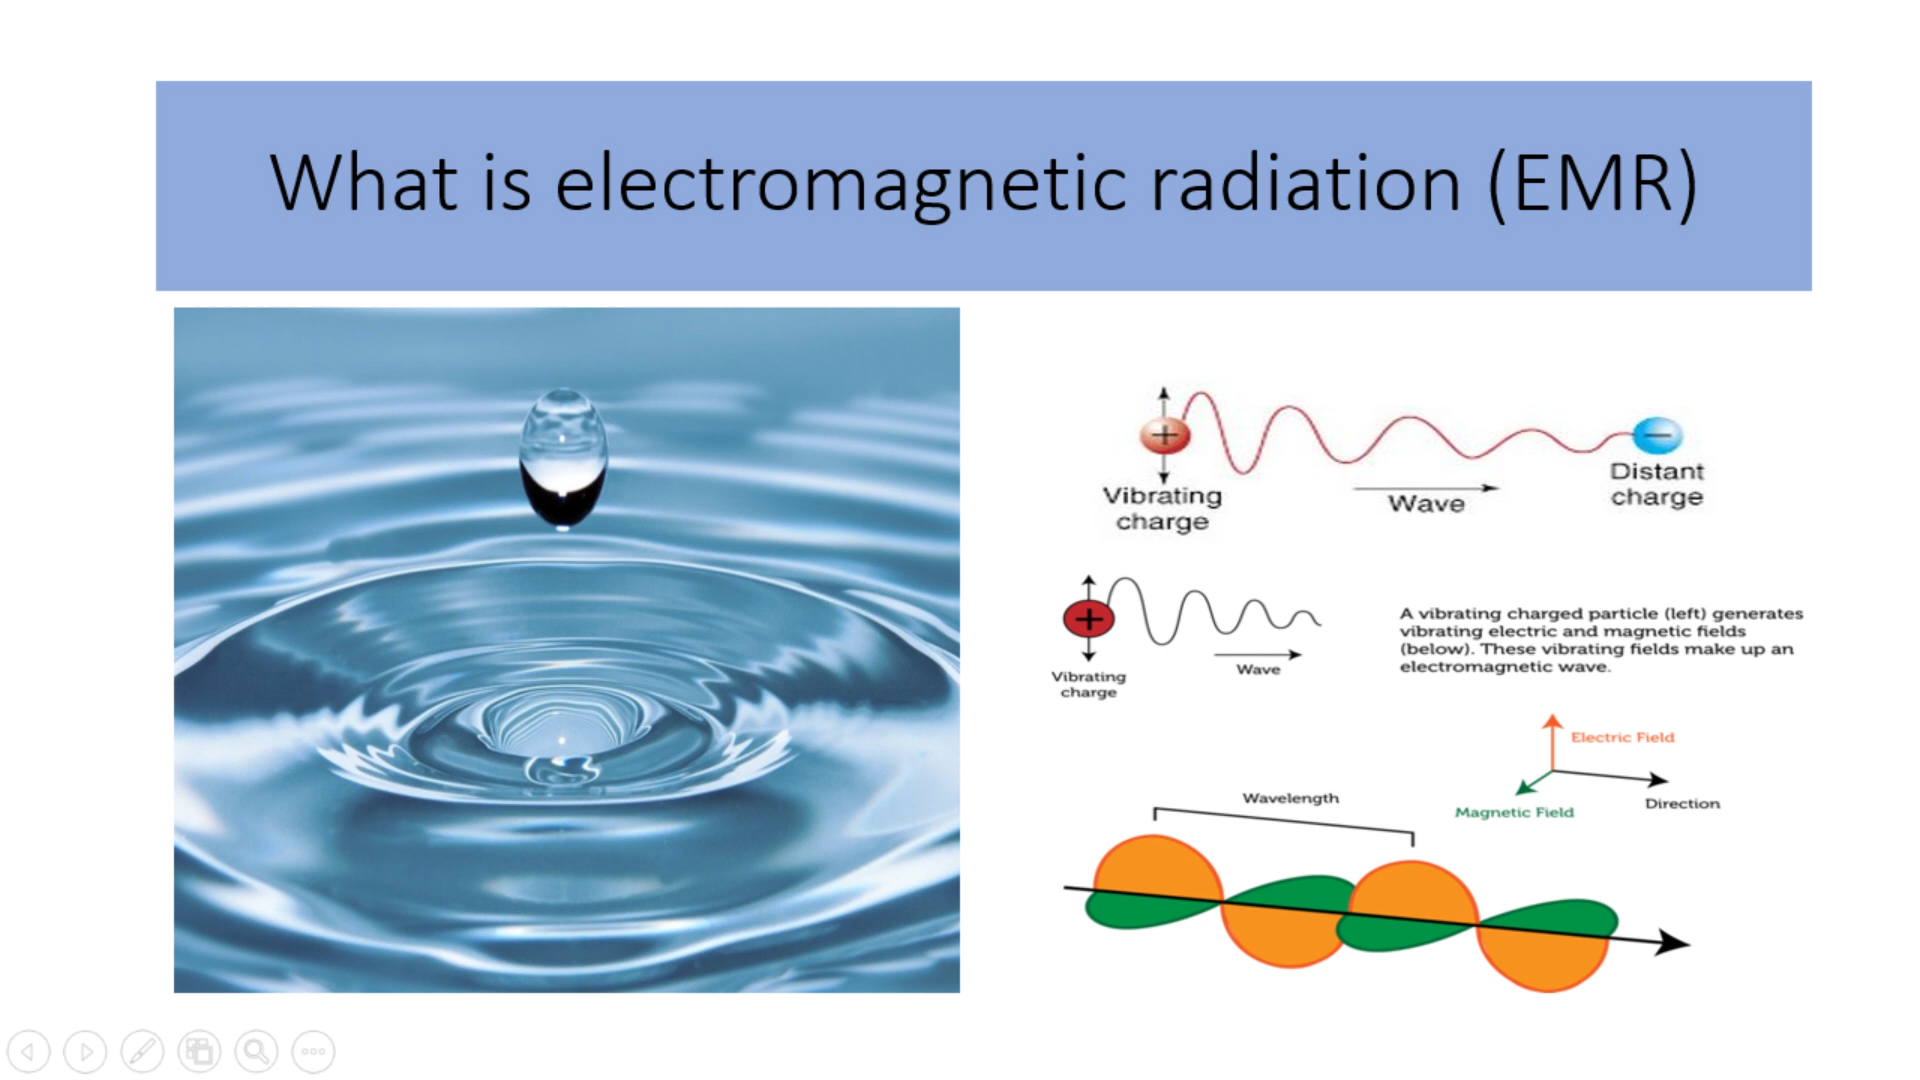 What is electromagnetic radiation (EMR)
+
−
Vibrating
charge
Wave
Distant
charge
+
Vibrating
charge
Wave
A vibrating charged particle (left) generates
vibrating electric and magnetic fields
(below). These vibrating fields make up an
electromagnetic wave.
Electric Field
Magnetic Field
Direction
Wavelength